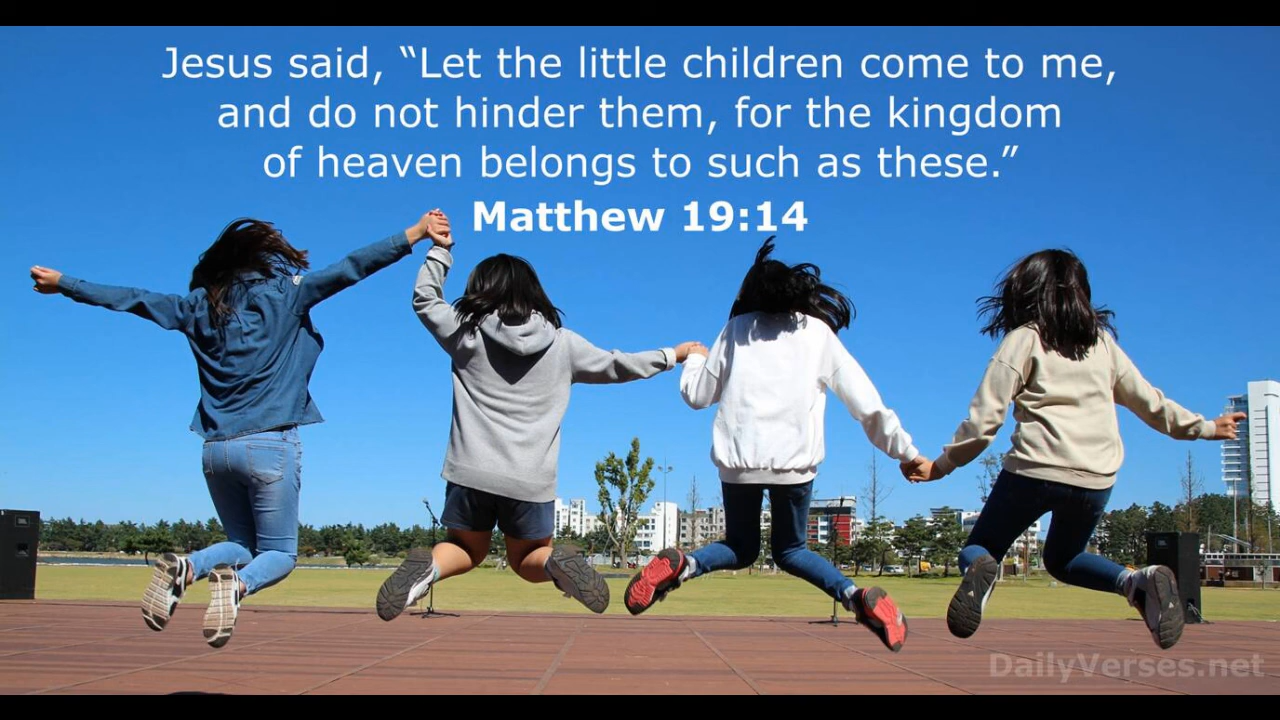 Jesus said, “Let the little children come to me,
and do not hinder them, for the kingdom
of heaven belongs to such as these.”
Matthew 19:14
DailyVerses.net